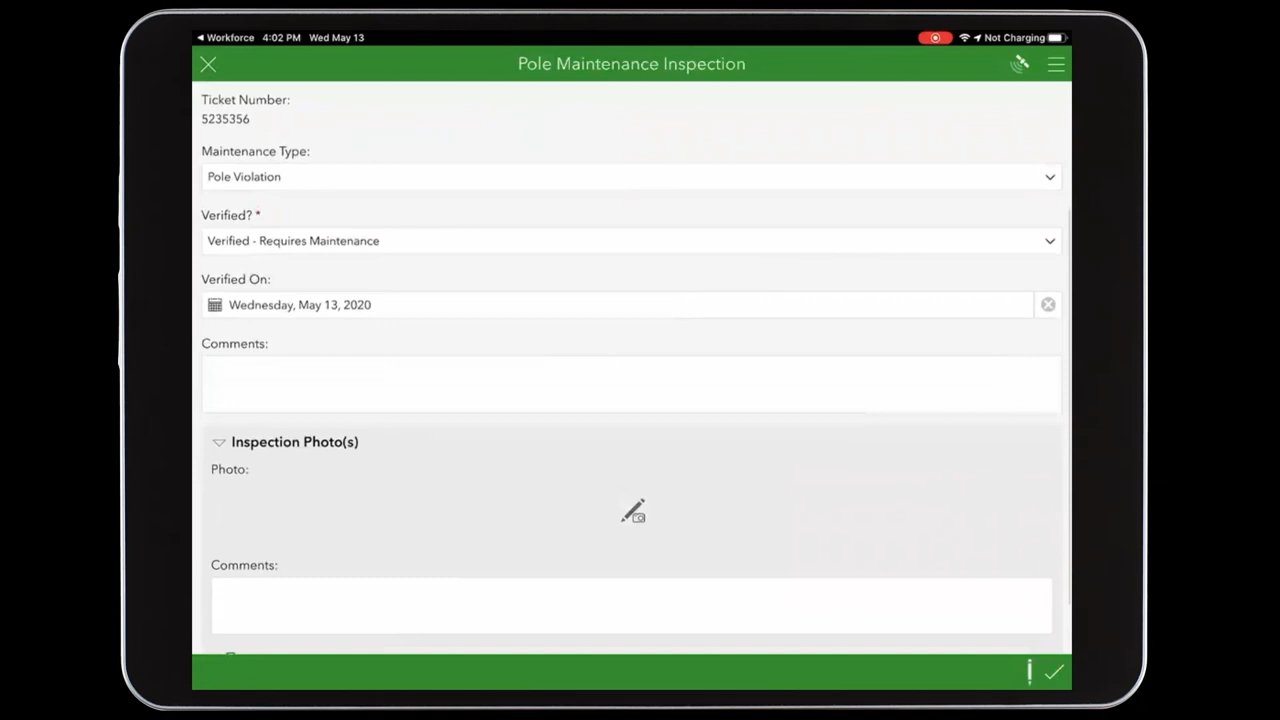 Workforce 4:02 PM Wed May 13
Not Charging
Pole Maintenance Inspection
Ticket Number:
5235356
Maintenance Type:
Pole Violation
Verified? *
Verified - Requires Maintenance
Verified On:
Wednesday, May 13, 2020
Comments:
Inspection Photo(s)
Photo:
Comments: